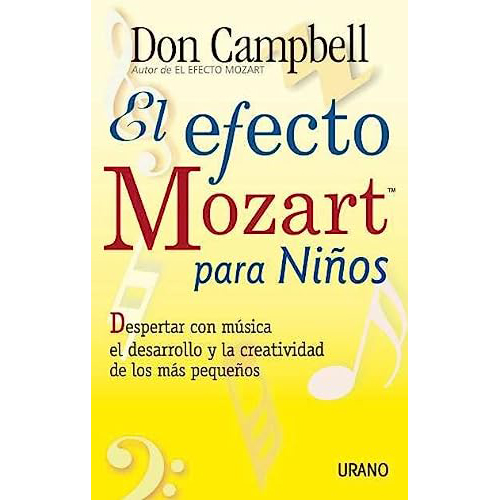 Don Campbell
Autor de EL EFECTO MOZART
El efecto
Mozart™
para Niños
Despertar con música
el desarrollo y la creatividad
de los más pequeños
URANO